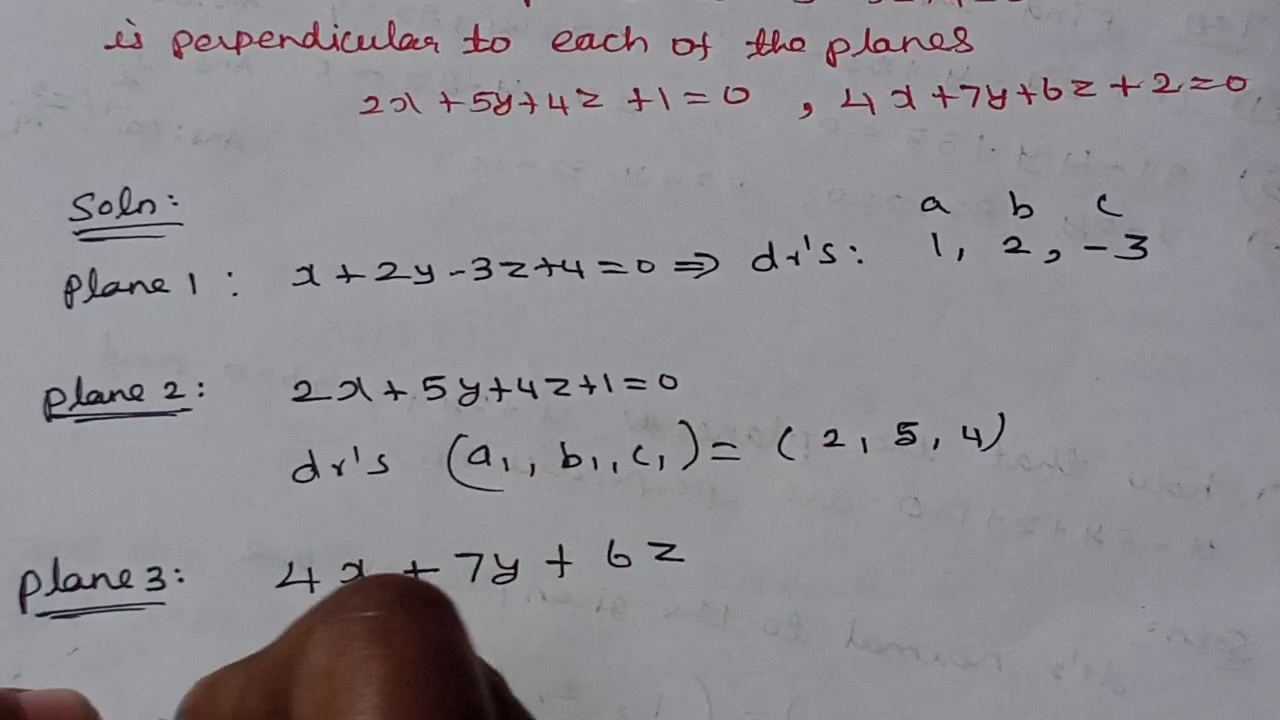 is perpendicular to each of the planes
2x + 5y + 4z + 1 = 0 , 4x + 7y + 6z + 2 = 0
Soln:
a b c
Plane 1 : x + 2y - 3z + 4 = 0 ⇒ dr's : 1, 2, -3
Plane 2 : 2x + 5y + 4z + 1 = 0
dr's (a₁, b₁, c₁) = (2, 5, 4)
Plane 3 : 4x + 7y + 6z